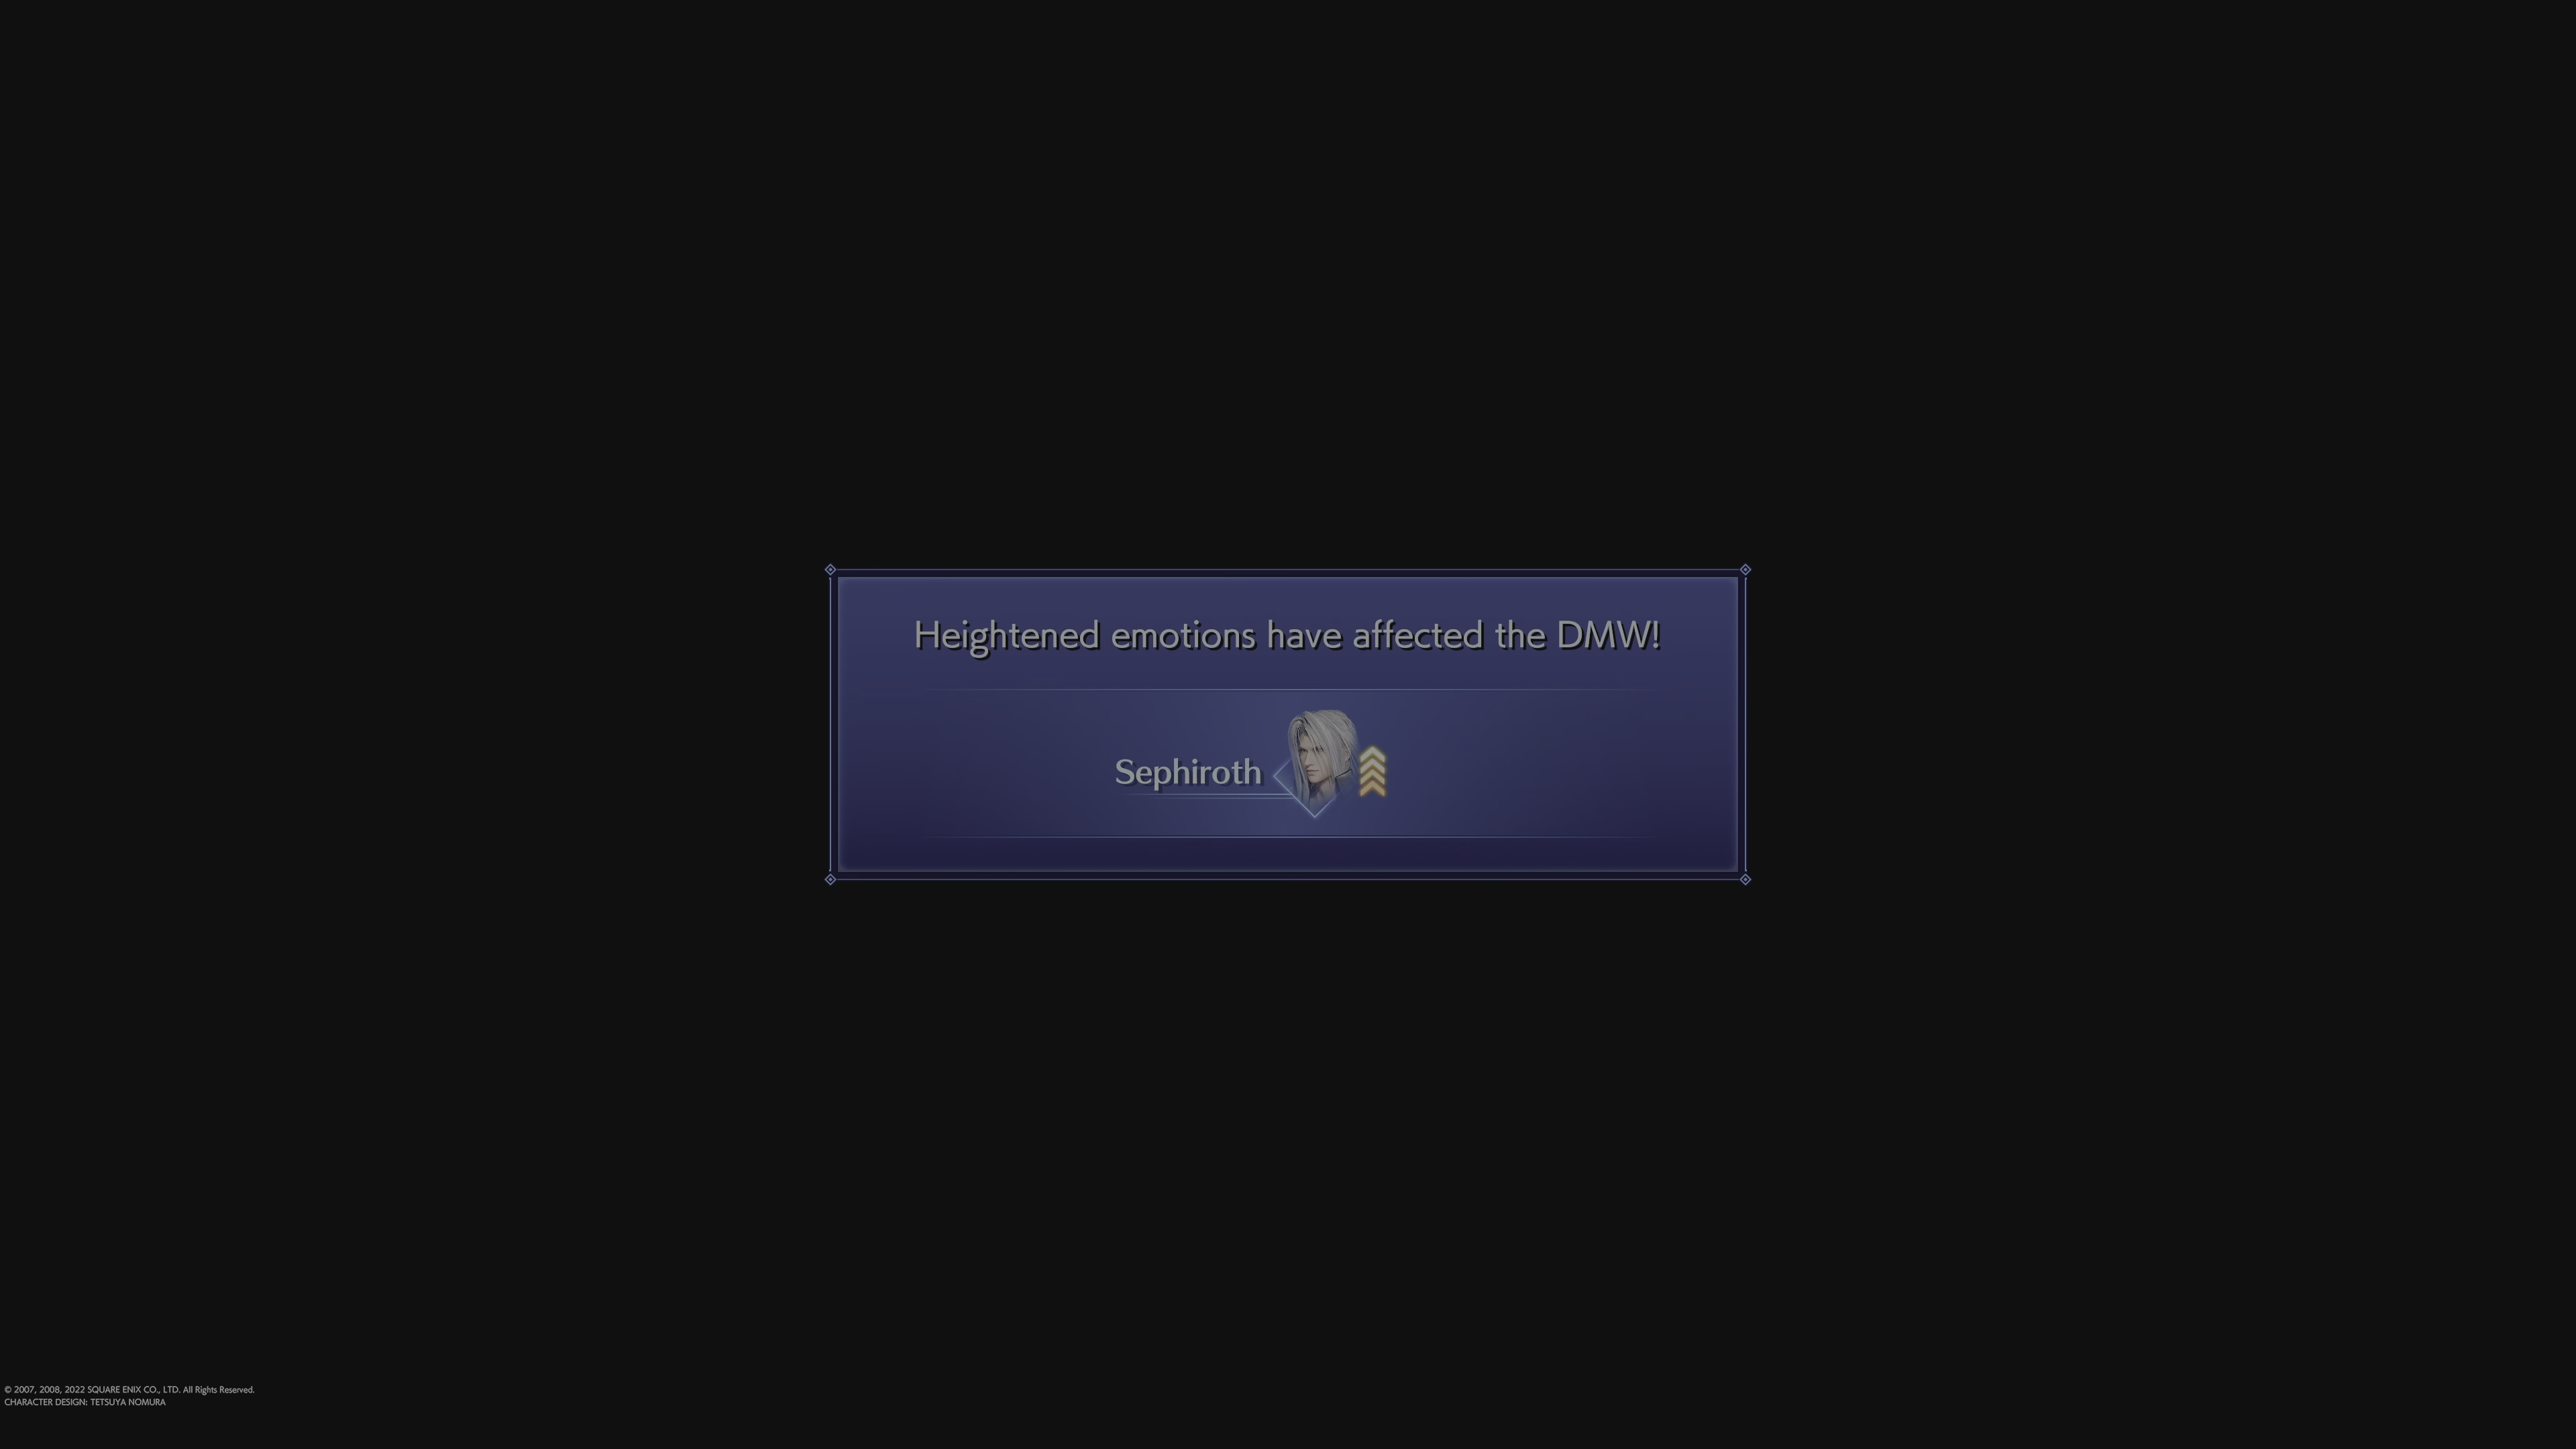 Heightened emotions have affected the DMW!
Sephiroth
© 2007, 2008, 2022 SQUARE ENIX CO., LTD. All Rights Reserved.
CHARACTER DESIGN: TETSUYA NOMURA